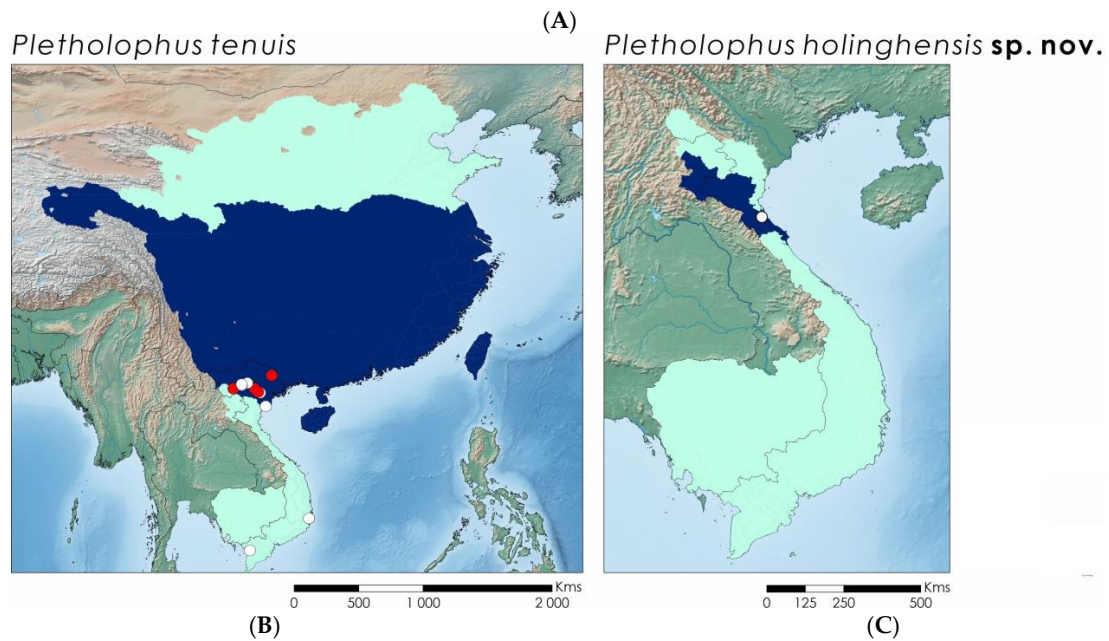 (A)
Pletholophus tenuis
Pletholophus holinghensis sp. nov.
Kms
0 500 1 000 2 000
Kms
0 125 250 500
(B)
(C)